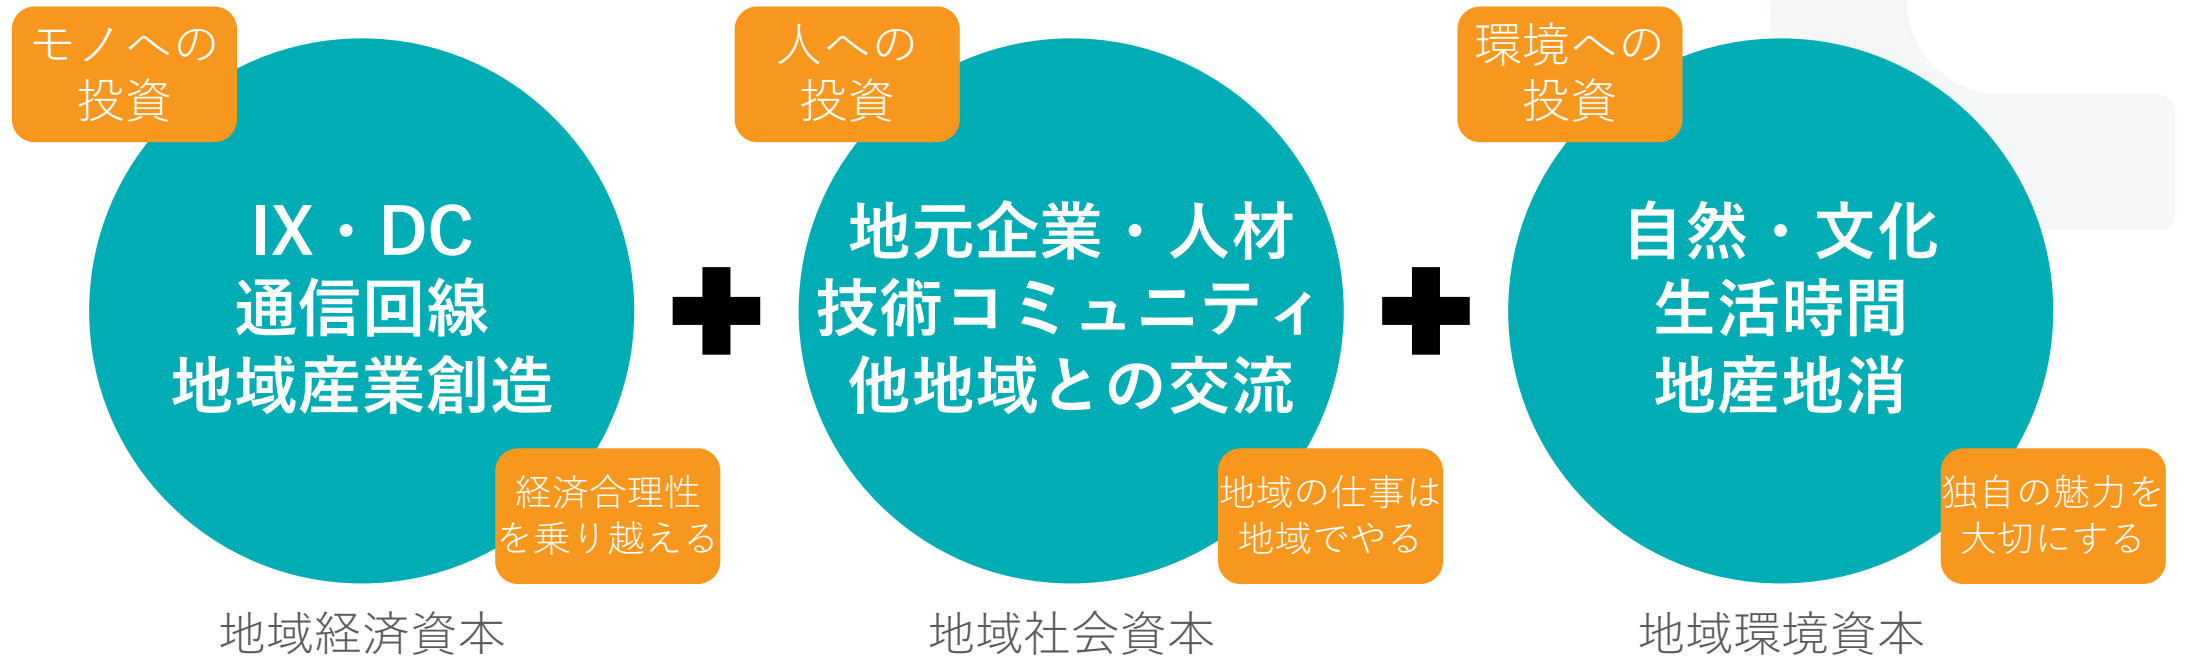 モノへの
投資
IX・DC
通信回線
地域産業創造
経済合理性
を乗り越える
地域経済資本
人への
投資
地元企業・人材
技術コミュニティ
他地域との交流
地域の仕事は
地域でやる
地域社会資本
環境への
投資
自然・文化
生活時間
地産地消
独自の魅力を
大切にする
地域環境資本